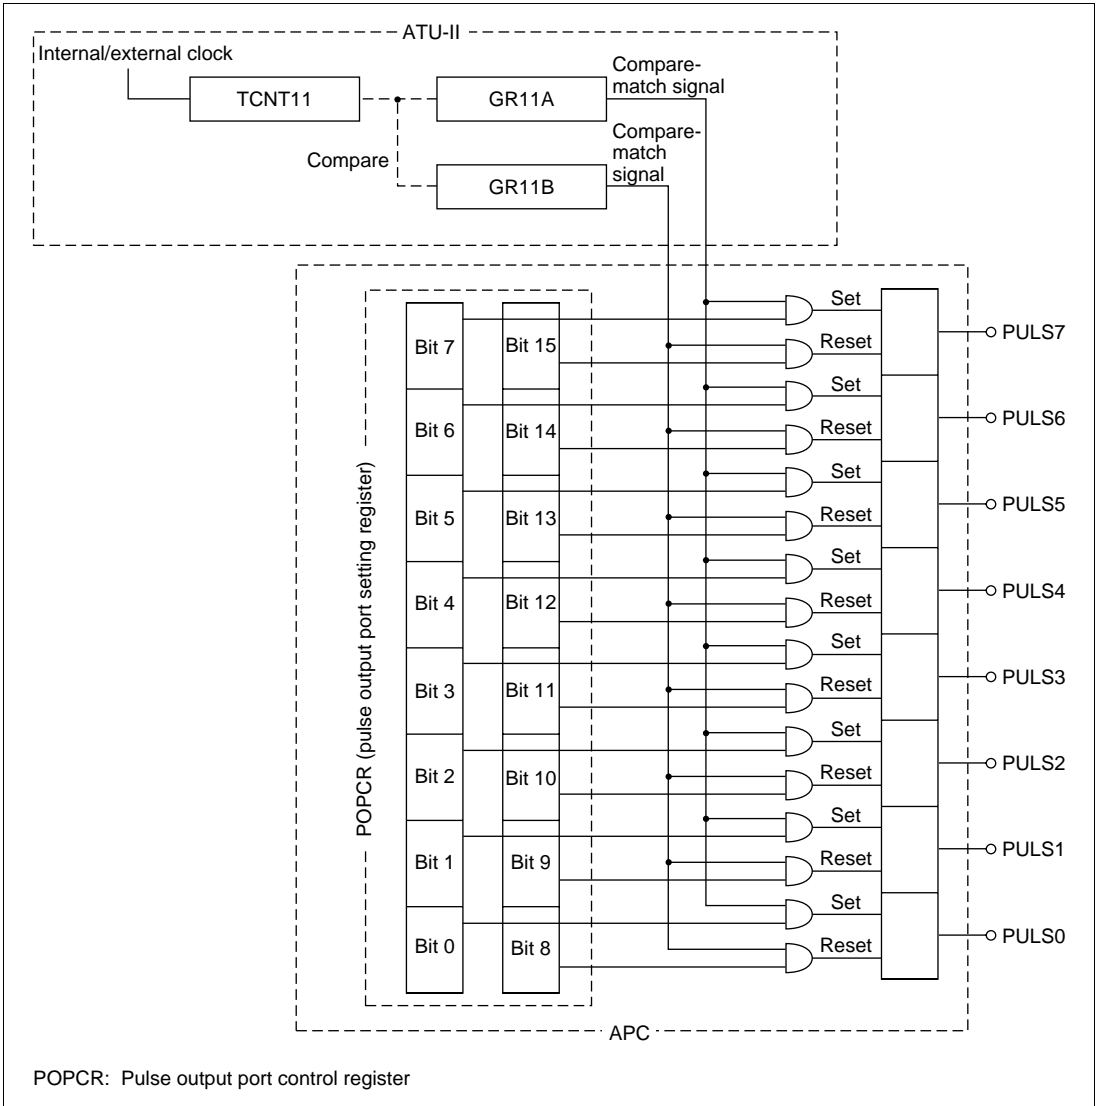 ATU-II
Internal/external clock
TCNT11
GR11A
Compare-
match signal
Compare
GR11B
Compare-
match
signal
POPCR (pulse output port setting register)
Bit 7
Bit 15
Set
Reset
PULS7
Bit 6
Bit 14
Set
Reset
PULS6
Bit 5
Bit 13
Set
Reset
PULS5
Bit 4
Bit 12
Set
Reset
PULS4
Bit 3
Bit 11
Set
Reset
PULS3
Bit 2
Bit 10
Set
Reset
PULS2
Bit 1
Bit 9
Set
Reset
PULS1
Bit 0
Bit 8
Set
Reset
PULS0
APC
POPCR: Pulse output port control register